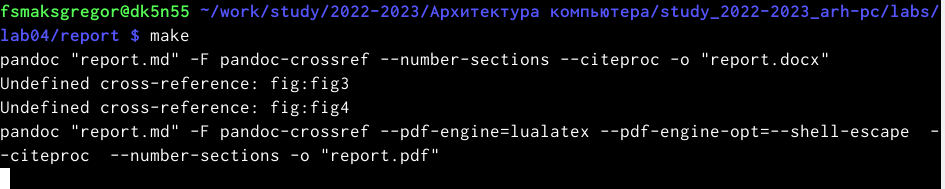 fsmaksgregor@dk5n55 ~/work/study/2022-2023/Архитектура компьютера/study_2022-2023_arh-pc/labs/
lab04/report $ make
pandoc "report.md" -F pandoc-crossref --number-sections --citeproc -o "report.docx"
Undefined cross-reference: fig:fig3
Undefined cross-reference: fig:fig4
pandoc "report.md" -F pandoc-crossref --pdf-engine=lualatex --pdf-engine-opt=--shell-escape  -
-citeproc  --number-sections -o "report.pdf"